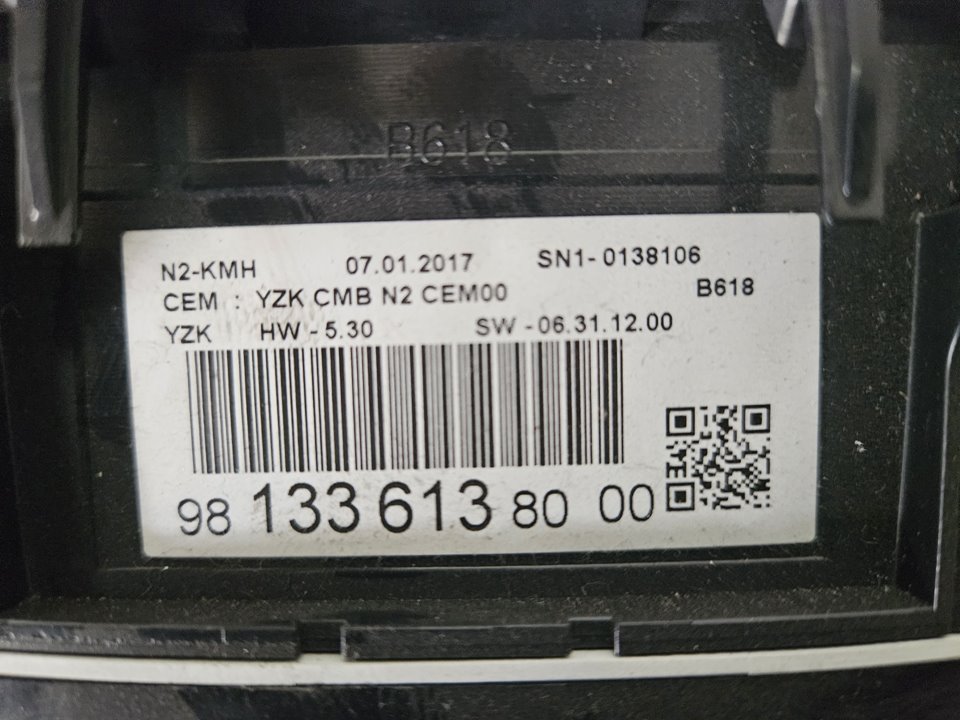 B618
N2-KMH 07.01.2017 SN1-0138106
CEM : YZK CMB N2 CEM00 B618
YZK HW - 5.30 SW - 06.31.12.00
98 133 613 80 00